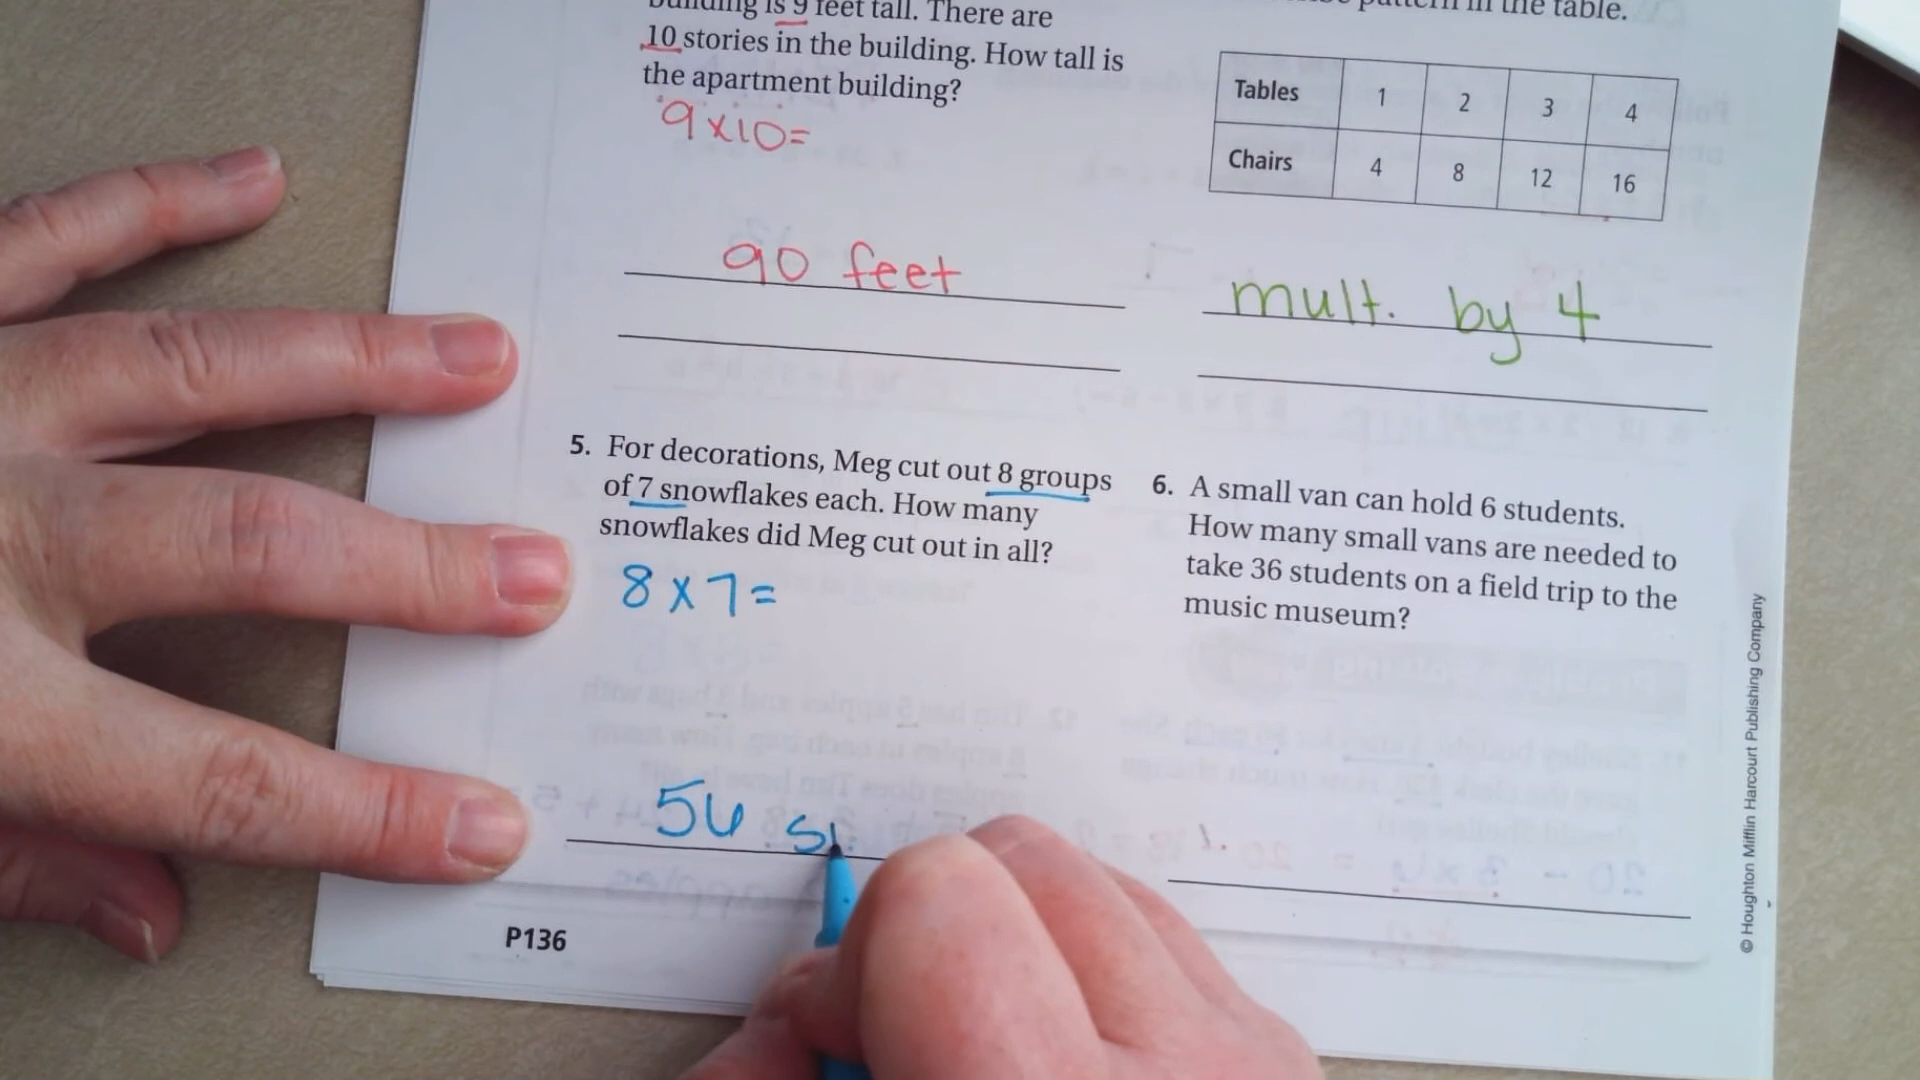 building is 9 feet tall. There are
10 stories in the building. How tall is
the apartment building?
9×10=
90 feet
pattern in the table.
Tables 1 2 3 4
Chairs 4 8 12 16
mult. by 4
5. For decorations, Meg cut out 8 groups
of 7 snowflakes each. How many
snowflakes did Meg cut out in all?
8×7=
56
6. A small van can hold 6 students.
How many small vans are needed to
take 36 students on a field trip to the
music museum?
P136
© Houghton Mifflin Harcourt Publishing Company